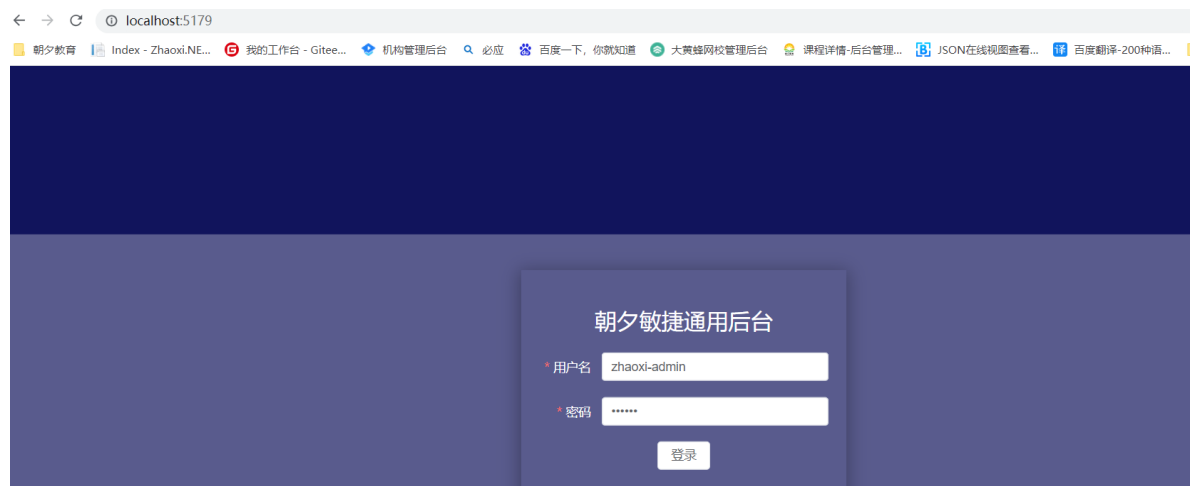 localhost:5179
朝夕教育 Index - Zhaoxi.NE... 我的工作台 - Gitee... 机构管理后台 必应 百度一下，你就知道 大黄蜂网校管理后台 课程详情-后台管理... JSON在线视图查看... 译 百度翻译-200种语...
朝夕敏捷通用后台
* 用户名 zhaoxi-admin
* 密码 ••••••
登录